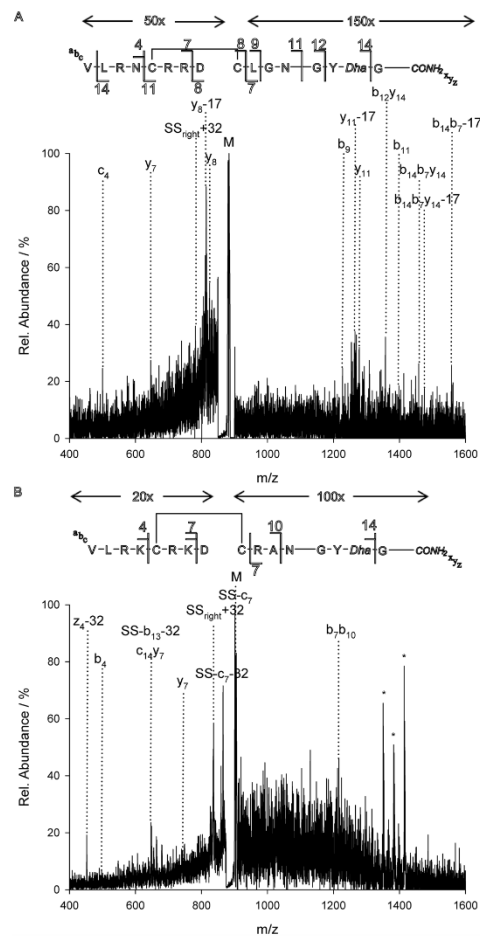 A
50x
150x
a b c
4 7 8 9 11 12 14
V-L-R-N-C-R-R-D C-L-G-N-G-Y-Dha-G-CONH2 x y z
14 11 8 7
y8-17
SSright+32
y8
M
c4
y7
b12y14
y11-17
b9
y11
b11
b14b7y14
b14b7y14-17
b14b7-17
Rel. Abundance / %
100
80
60
40
20
0
400 600 800 1000 1200 1400 1600
m/z
B
20x
100x
a b c
4 7 10 14
V-L-R-K-C-R-K-D C-R-A-N-G-Y-Dha-G-CONH2 x y z
7
M
SS-c7
SSright+32
z4-32
SS-b13-32
c14y7
b4
y7
SS-c7-32
b7b10
* * *
Rel. Abundance / %
100
80
60
40
20
0
400 600 800 1000 1200 1400 1600
m/z